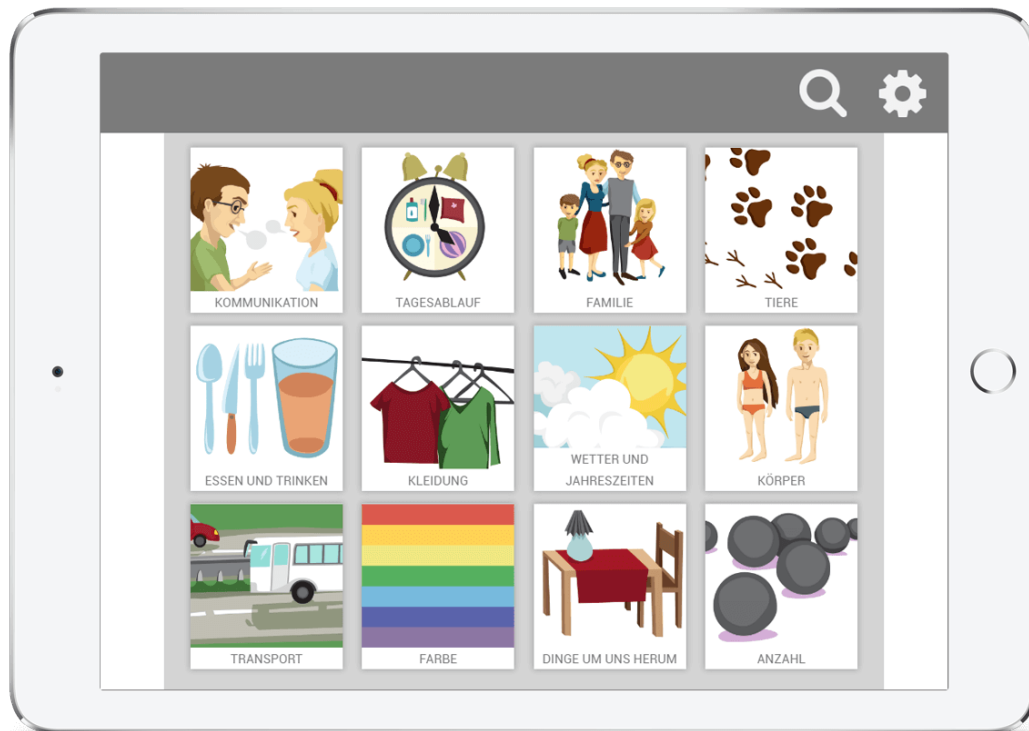 KOMMUNIKATION
TAGESABLAUF
FAMILIE
TIERE
ESSEN UND TRINKEN
KLEIDUNG
WETTER UND
JAHRESZEITEN
KÖRPER
TRANSPORT
FARBE
DINGE UM UNS HERUM
ANZAHL